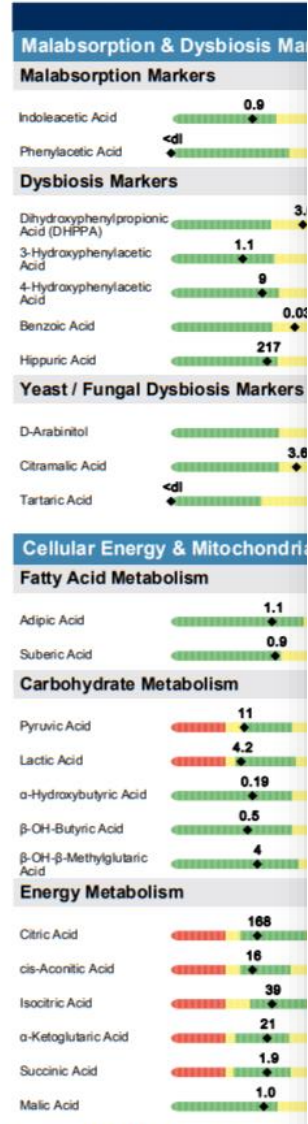 Malabsorption & Dysbiosis Ma
Malabsorption Markers
0.9
Indoleacetic Acid
<dl
Phenylacetic Acid
Dysbiosis Markers
3.
Dihydroxyphenylpropionic
Acid (DHPPA)
1.1
3-Hydroxyphenylacetic
Acid
9
4-Hydroxyphenylacetic
Acid
0.03
Benzoic Acid
217
Hippuric Acid
Yeast / Fungal Dysbiosis Markers
D-Arabinitol
3.6
Citramalic Acid
<dl
Tartaric Acid
Cellular Energy & Mitochondria
Fatty Acid Metabolism
1.1
Adipic Acid
0.9
Suberic Acid
Carbohydrate Metabolism
11
Pyruvic Acid
4.2
Lactic Acid
0.19
α-Hydroxybutyric Acid
0.5
β-OH-Butyric Acid
4
β-OH-β-Methylglutaric
Acid
Energy Metabolism
168
Citric Acid
16
cis-Aconitic Acid
39
Isocitric Acid
21
α-Ketoglutaric Acid
1.9
Succinic Acid
1.0
Malic Acid